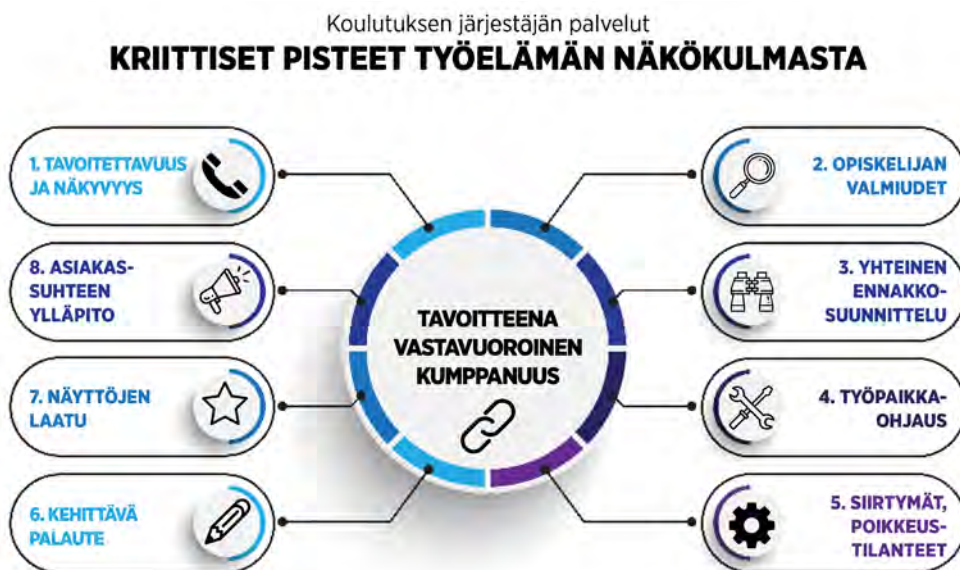 Koulutuksen järjestäjän palvelut
KRIITTISET PISTEET TYÖELÄMÄN NÄKÖKULMASTA
1. TAVOITETTAVUUS
JA NÄKYVYYS
2. OPISKELIJAN
VALMIUDET
3. YHTEINEN
ENNAKKO-
SUUNNITTELU
4. TYÖPAIKKA-
OHJAUS
5. SIIRTYMÄT,
POIKKEUS-
TILANTEET
6. KEHITTÄVÄ
PALAUTE
7. NÄYTTÖJEN
LAATU
8. ASIAKAS-
SUHTEEN
YLLÄPITO
TAVOITTEENA
VASTAVUOROINEN
KUMPPANUUS